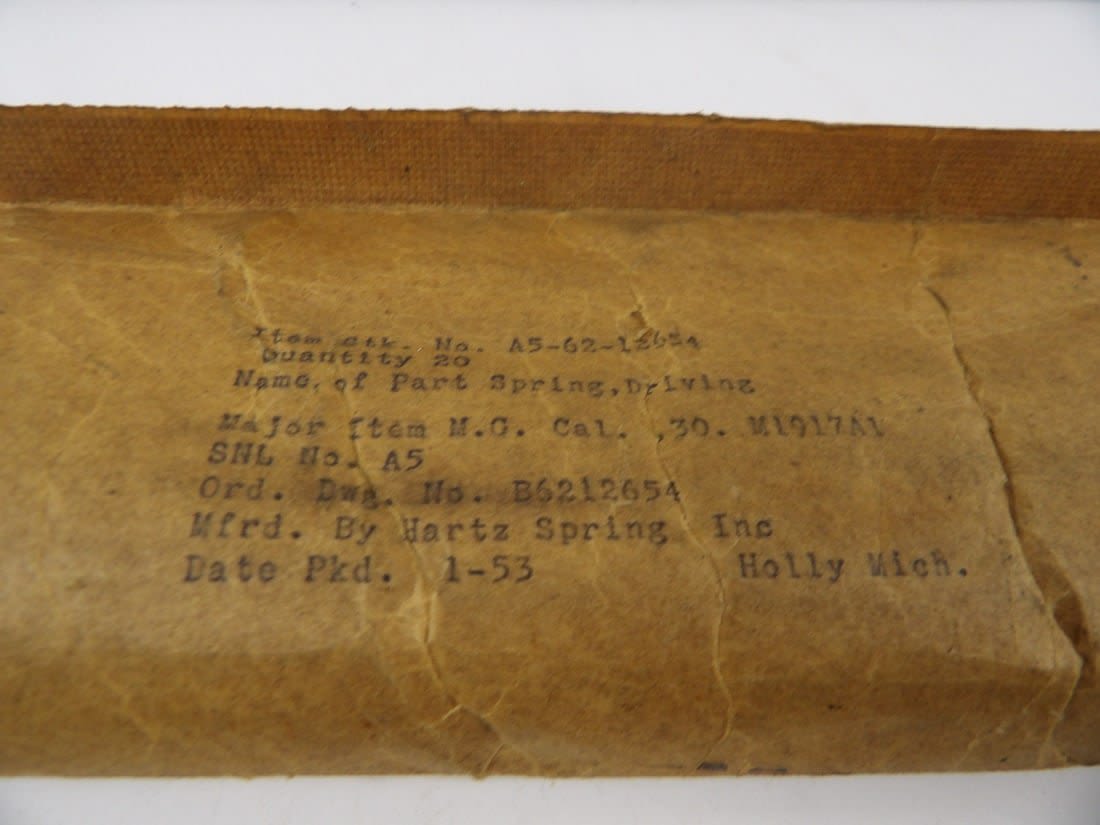 Item Stk. No. A5-62-12654
Quantity 20
Name, of Part Spring,Driving
Major Item M.G. Cal. ,30. M1917A1
SNL No. A5
Ord. Dwg. No. B6212654
Mfrd. By Hartz Spring Inc
Date Pkd. 1-53 Holly Mich.